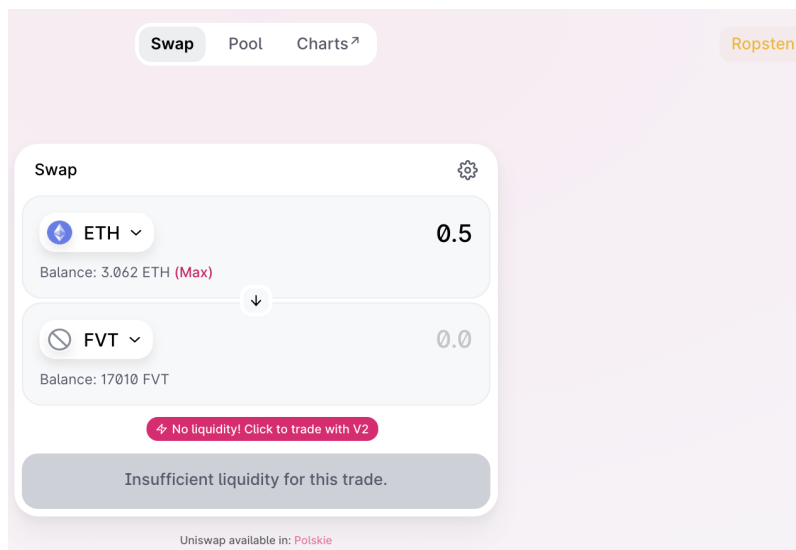 Swap Pool Charts↗ Ropsten
Swap
ETH 0.5
Balance: 3.062 ETH (Max)
FVT 0.0
Balance: 17010 FVT
No liquidity! Click to trade with V2
Insufficient liquidity for this trade.
Uniswap available in: Polskie